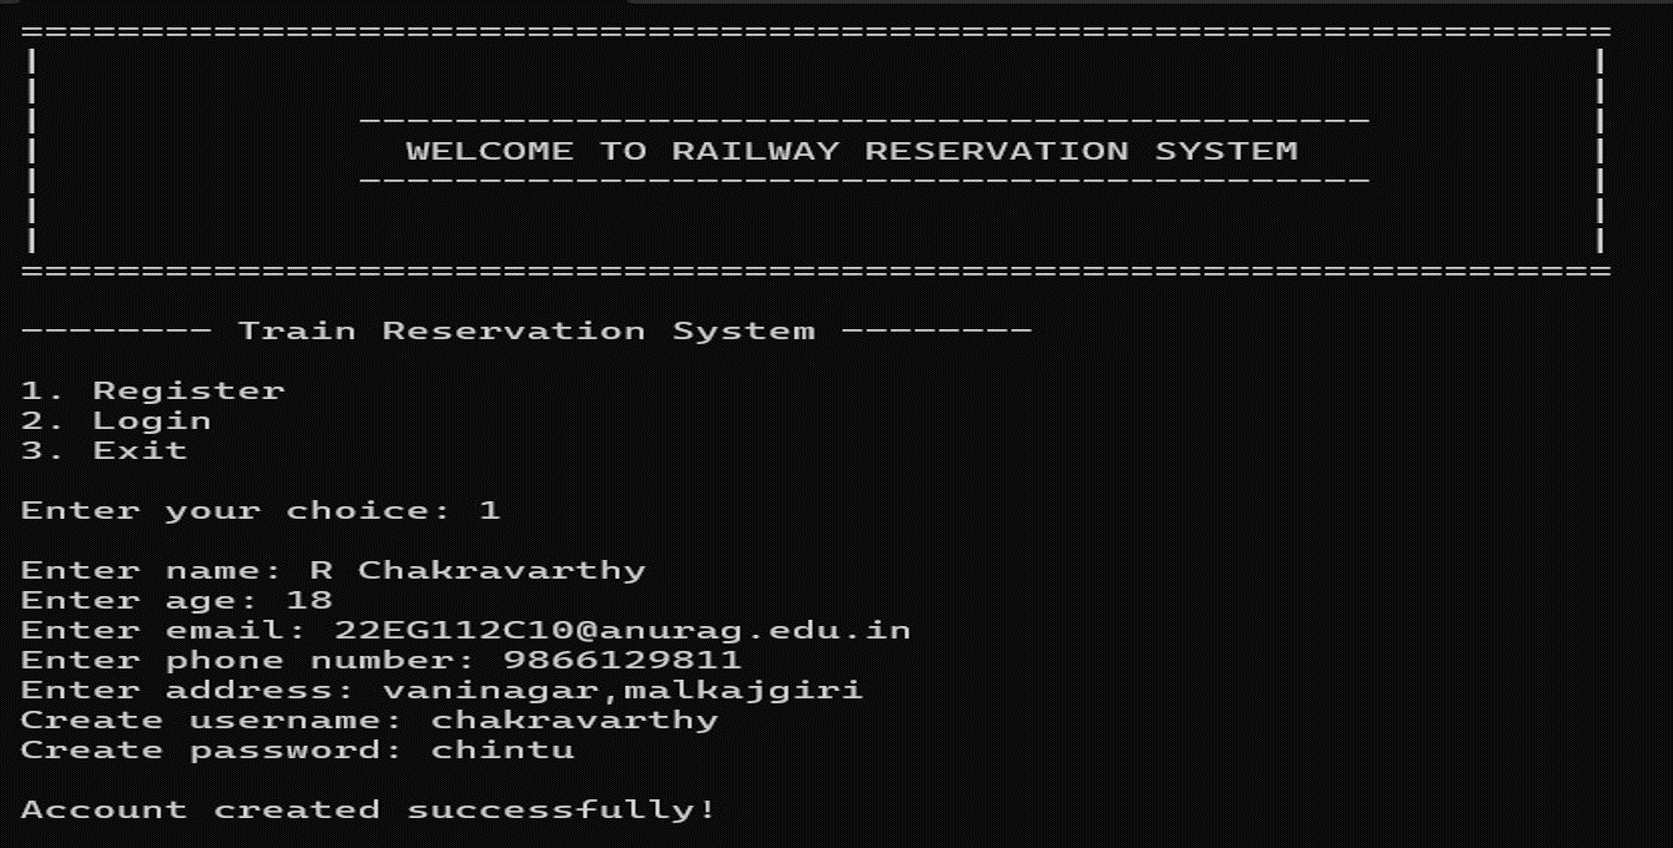 ==================================================================
|                                                                |
|                                                                |
|             ------------------------------------------         |
|               WELCOME TO RAILWAY RESERVATION SYSTEM            |
|             ------------------------------------------         |
|                                                                |
|                                                                |
==================================================================
-------- Train Reservation System --------
1. Register
2. Login
3. Exit
Enter your choice: 1
Enter name: R Chakravarthy
Enter age: 18
Enter email: 22EG112C10@anurag.edu.in
Enter phone number: 9866129811
Enter address: vaninagar,malkajgiri
Create username: chakravarthy
Create password: chintu
Account created successfully!